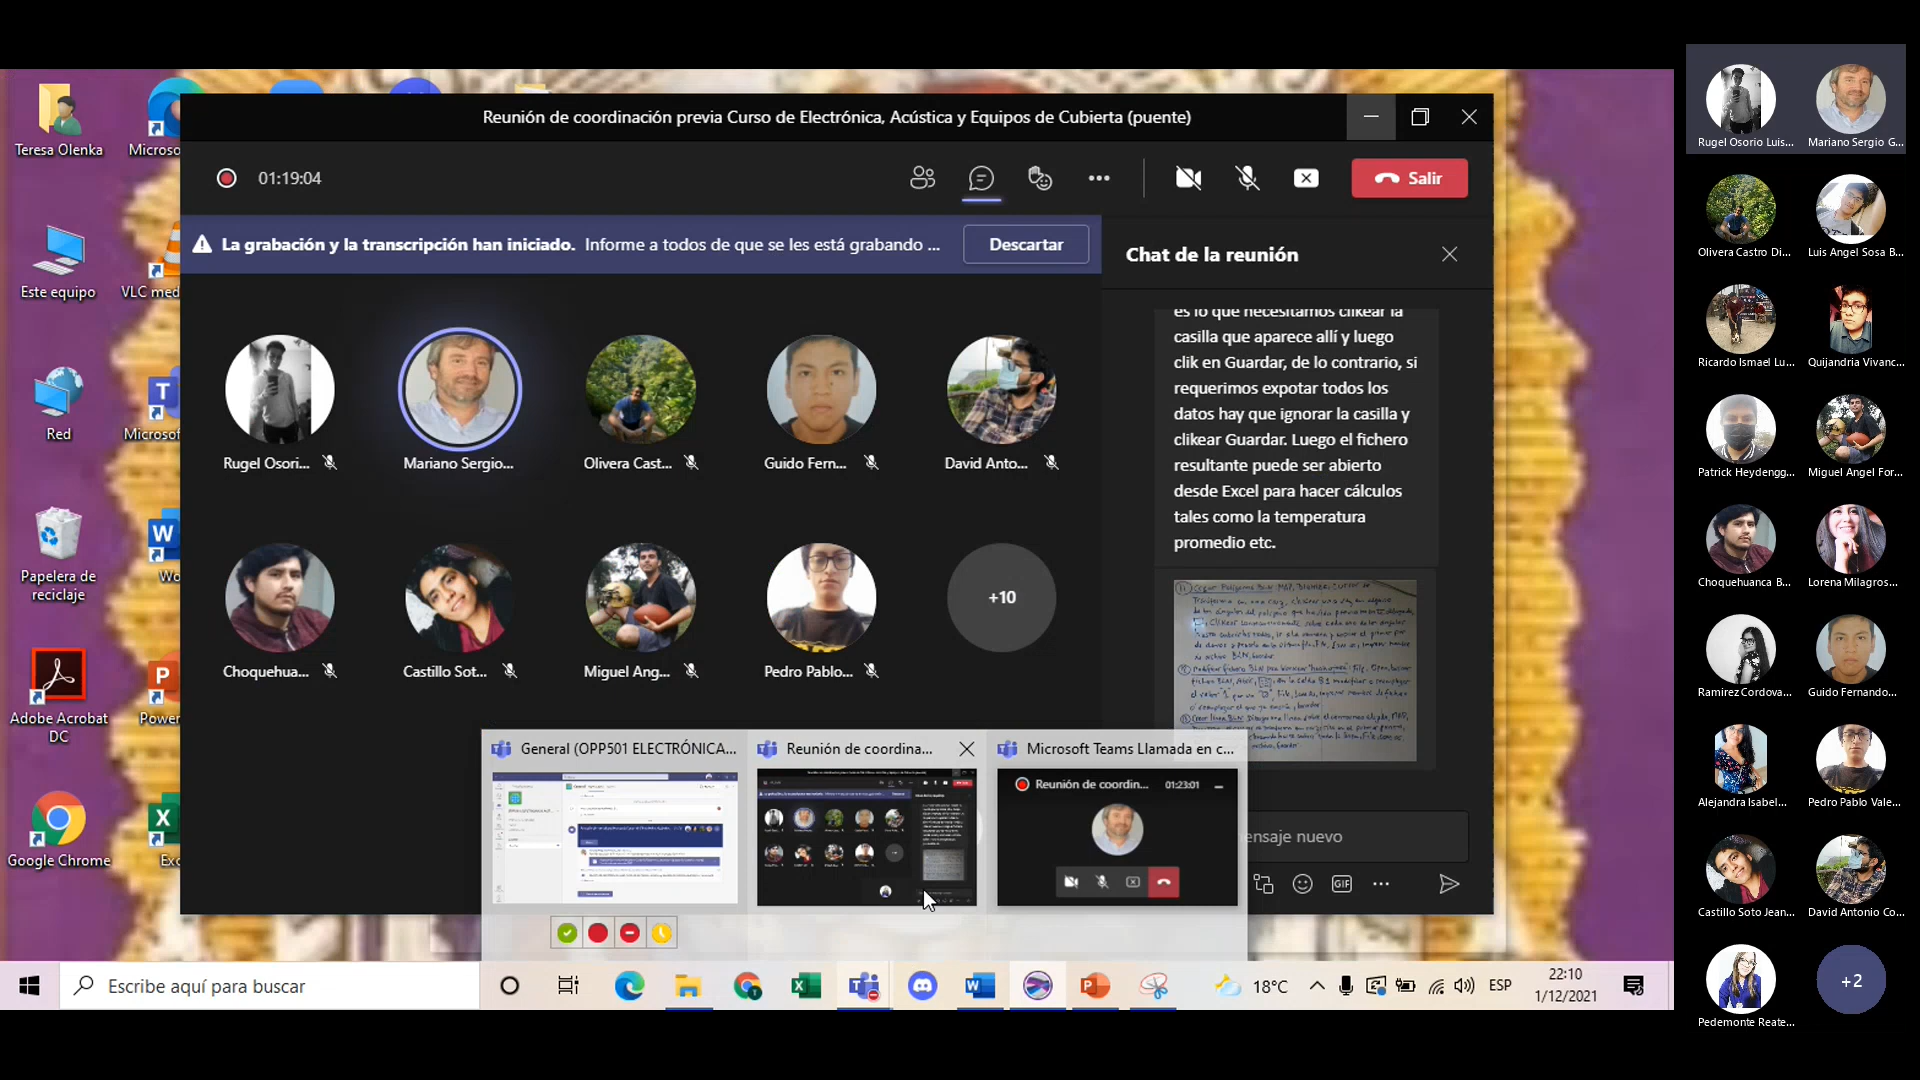 Teresa Olenka
Este equipo
Red
Papelera de
reciclaje
Adobe Acrobat
DC
Google Chrome
VLC med
Reunión de coordinación previa Curso de Electrónica, Acústica y Equipos de Cubierta (puente)
01:19:04
Salir
La grabación y la transcripción han iniciado. Informe a todos de que se les está grabando ...
Descartar
Chat de la reunión
Rugel Osori...
Mariano Sergio...
Olivera Cast...
Guido Fern...
David Anto...
Choquehua...
Castillo Sot...
Miguel Ang...
Pedro Pablo...
+10
es lo que necesitamos clikear la
casilla que aparece allí y luego
clik en Guardar, de lo contrario, si
requerimos expotar todos los
datos hay que ignorar la casilla y
clikear Guardar. Luego el fichero
resultante puede ser abierto
desde Excel para hacer cálculos
tales como la temperatura
promedio etc.
General (OPP501 ELECTRÓNICA...
Reunión de coordina...
Microsoft Teams Llamada en c...
Reunión de coordin...
01:23:01
ensaje nuevo
GIF
Escribe aquí para buscar
18°C
ESP
22:10
1/12/2021
Rugel Osorio Luis...
Mariano Sergio G...
Olivera Castro Di...
Luis Angel Sosa B...
Ricardo Ismael Lu...
Quijandria Vivanc...
Patrick Heydengg...
Miguel Angel For...
Choquehuanca B...
Lorena Milagros...
Ramirez Cordova...
Guido Fernando...
Alejandra Isabel...
Pedro Pablo Vale...
Castillo Soto Jean...
David Antonio Co...
Pedemonte Reate...
+2